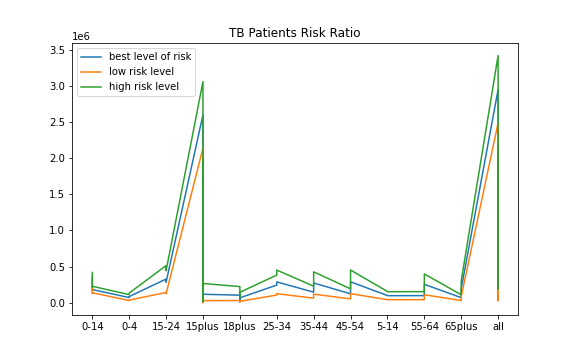 TB Patients Risk Ratio
1e6
3.5
3.0
2.5
2.0
1.5
1.0
0.5
0.0
best level of risk
low risk level
high risk level
0-14 0-4 15-24 15plus 18plus 25-34 35-44 45-54 5-14 55-64 65plus all